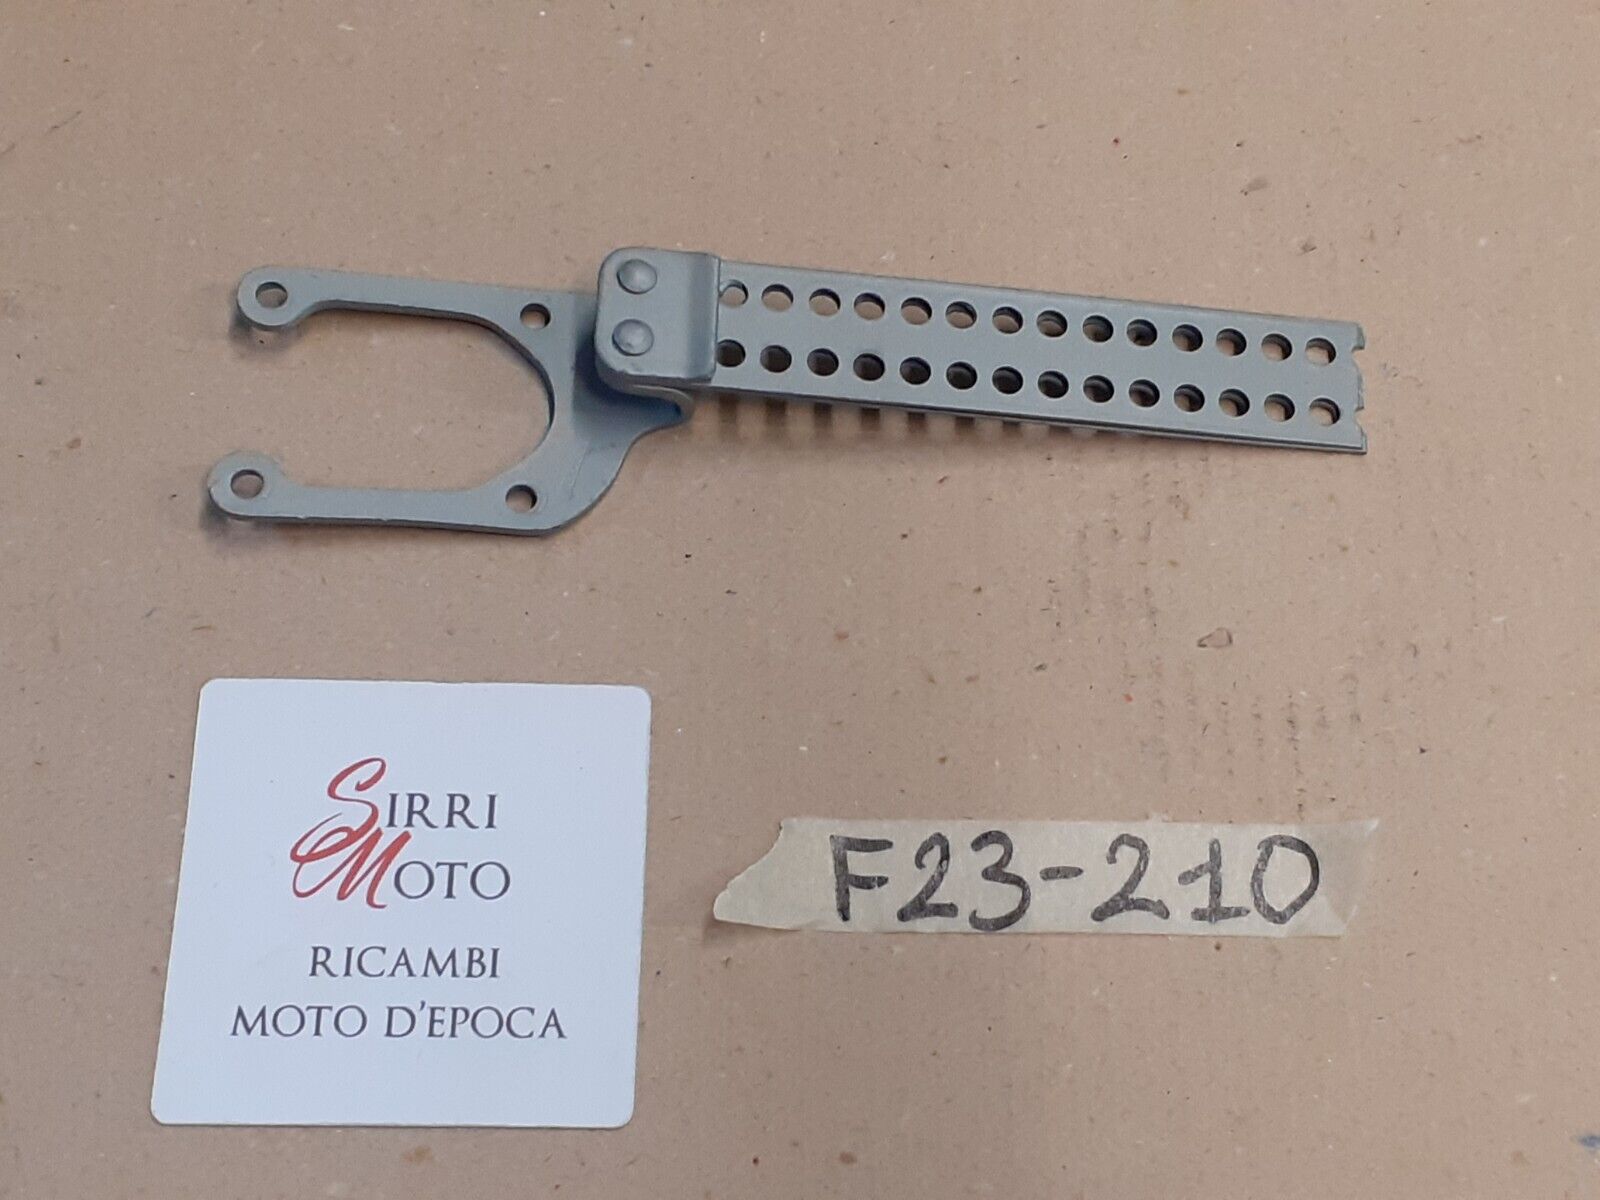 SIRRI
MOTO
RICAMBI
MOTO D'EPOCA
F23-210